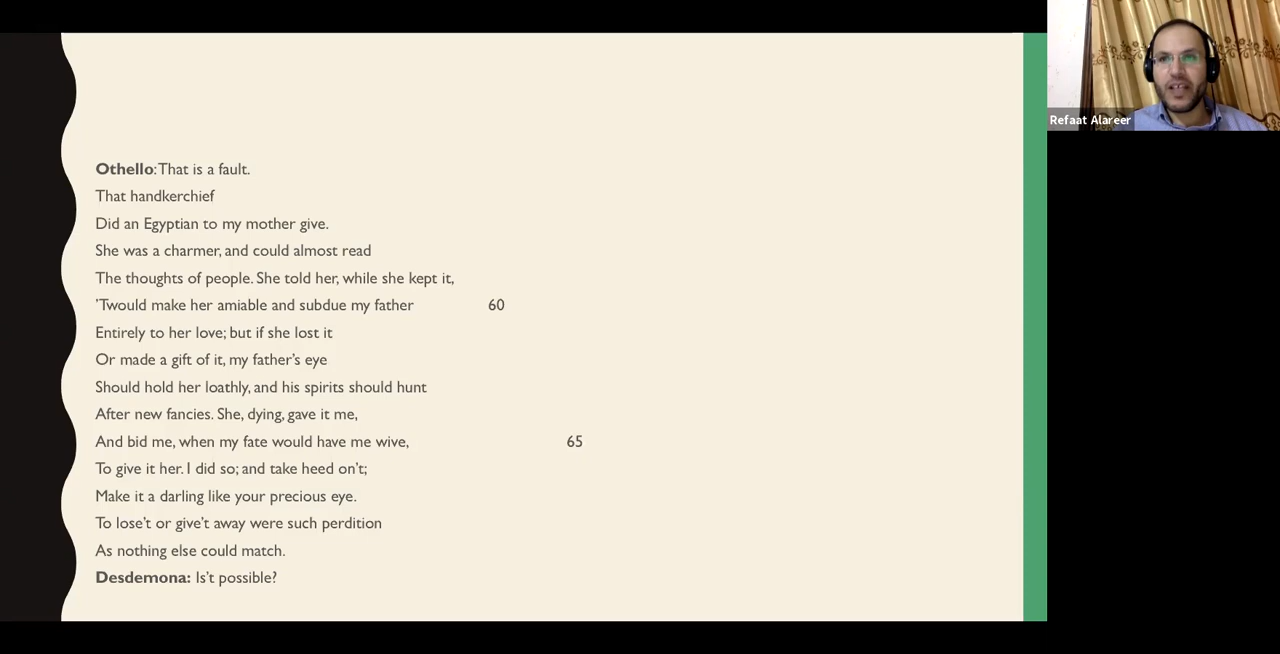 Othello: That is a fault.
That handkerchief
Did an Egyptian to my mother give.
She was a charmer, and could almost read
The thoughts of people. She told her, while she kept it,
’Twould make her amiable and subdue my father 60
Entirely to her love; but if she lost it
Or made a gift of it, my father’s eye
Should hold her loathly, and his spirits should hunt
After new fancies. She, dying, gave it me,
And bid me, when my fate would have me wive, 65
To give it her. I did so; and take heed on’t;
Make it a darling like your precious eye.
To lose’t or give’t away were such perdition
As nothing else could match.
Desdemona: Is’t possible?
Refaat Alareer